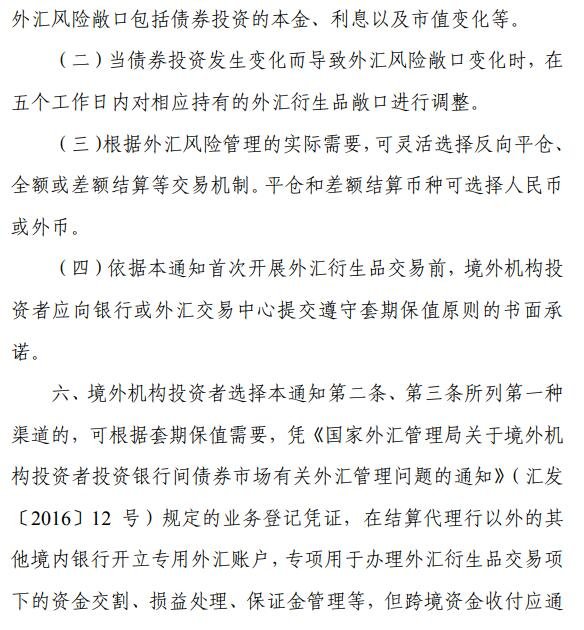 外汇风险敞口包括债券投资的本金、利息以及市值变化等。
（二）当债券投资发生变化而导致外汇风险敞口变化时，在
五个工作日内对相应持有的外汇衍生品敞口进行调整。
（三)根据外汇风险管理的实际需要，可灵活选择反向平仓、
全额或差额结算等交易机制。平仓和差额结算币种可选择人民币
或外币。
（四）依据本通知首次开展外汇衍生品交易前，境外机构投
资者应向银行或外汇交易中心提交遵守套期保值原则的书面承
诺。
六、境外机构投资者选择本通知第二条、第三条所列第一种
渠道的，可根据套期保值需要，凭《国家外汇管理局关于境外机
构投资者投资银行间债券市场有关外汇管理问题的通知》（汇发
〔2016〕12 号）规定的业务登记凭证，在结算代理行以外的其
他境内银行开立专用外汇账户，专项用于办理外汇衍生品交易项
下的资金交割、损益处理、保证金管理等，但跨境资金收付应通